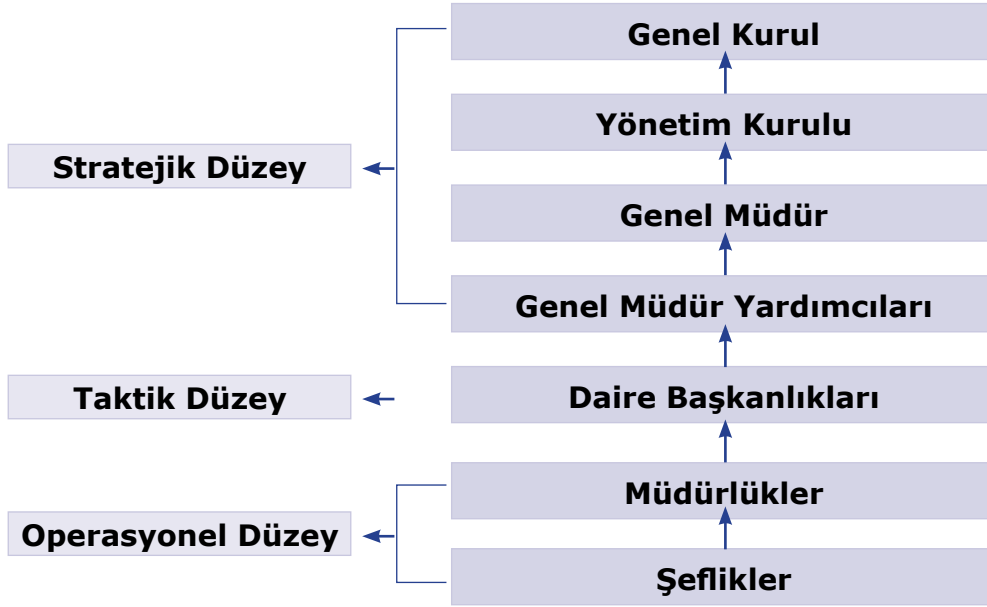 Genel Kurul
Yönetim Kurulu
Stratejik Düzey
Genel Müdür
Genel Müdür Yardımcıları
Taktik Düzey
Daire Başkanlıkları
Müdürlükler
Operasyonel Düzey
Şeflikler